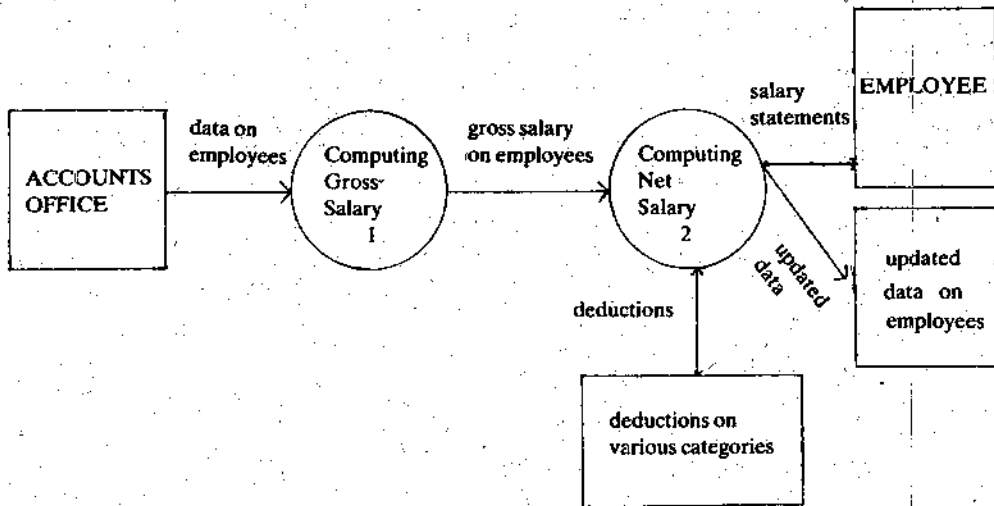 ACCOUNTS
OFFICE
data on
employees
Computing
Gross-
Salary
1
gross salary
on employees
Computing
Net
Salary
2
salary
statements
EMPLOYEE
updated
data
updated
data on
employees
deductions
deductions on
various categories